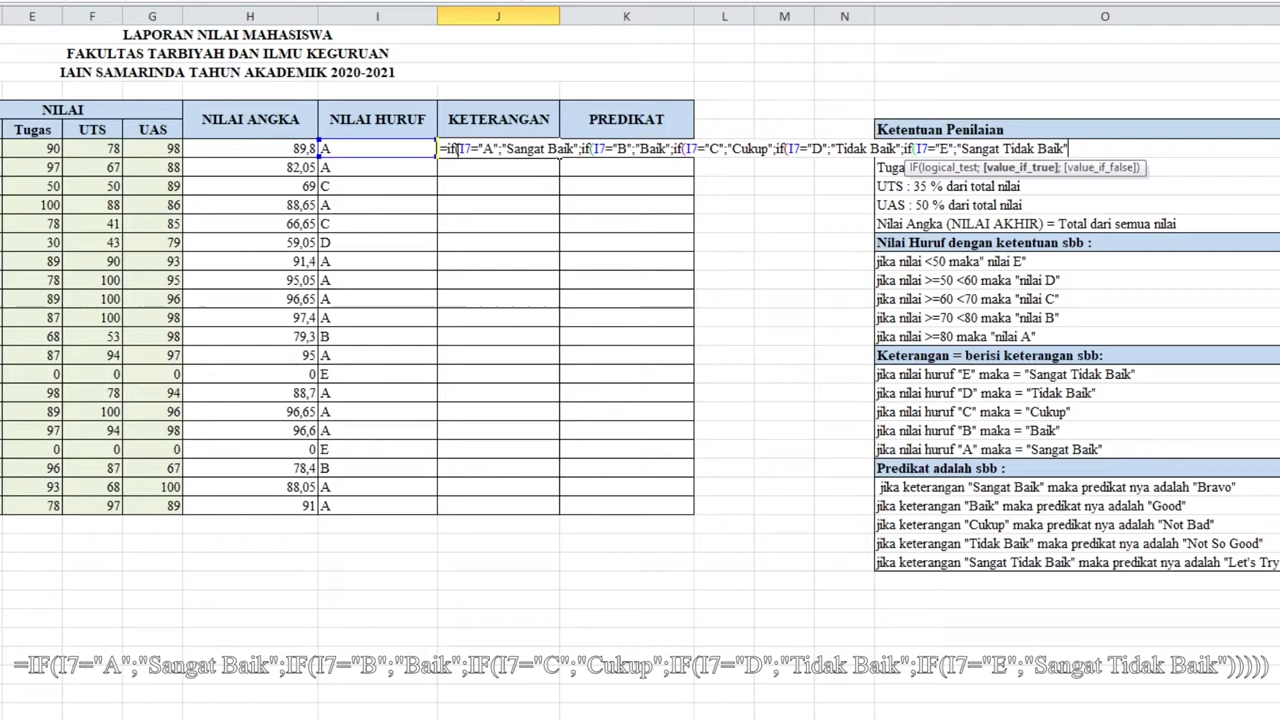 E F G H I J K L M N O
LAPORAN NILAI MAHASISWA
FAKULTAS TARBIYAH DAN ILMU KEGURUAN
IAIN SAMARINDA TAHUN AKADEMIK 2020-2021
NILAI NILAI ANGKA NILAI HURUF KETERANGAN PREDIKAT
Tugas UTS UAS
90 78 98 89,8 A =if(I7="A";"Sangat Baik";if(I7="B";"Baik";if(I7="C";"Cukup";if(I7="D";"Tidak Baik";if(I7="E";"Sangat Tidak Baik"
97 67 88 82,05 A
50 50 89 69 C
100 88 86 88,65 A
78 41 85 66,65 C
30 43 79 59,05 D
89 90 93 91,4 A
78 100 95 95,05 A
89 100 96 96,65 A
87 100 98 97,4 A
68 53 98 79,3 B
87 94 97 95 A
0 0 0 0 E
98 78 94 88,7 A
89 100 96 96,65 A
97 94 98 96,6 A
0 0 0 0 E
96 87 67 78,4 B
93 68 100 88,05 A
78 97 89 91 A
Ketentuan Penilaian
Tuga IF(logical_test; [value_if_true]; [value_if_false])
UTS : 35 % dari total nilai
UAS : 50 % dari total nilai
Nilai Angka (NILAI AKHIR) = Total dari semua nilai
Nilai Huruf dengan ketentuan sbb :
jika nilai <50 maka" nilai E"
jika nilai >=50 <60 maka "nilai D"
jika nilai >=60 <70 maka "nilai C"
jika nilai >=70 <80 maka "nilai B"
jika nilai >=80 maka "nilai A"
Keterangan = berisi keterangan sbb:
jika nilai huruf "E" maka = "Sangat Tidak Baik"
jika nilai huruf "D" maka = "Tidak Baik"
jika nilai huruf "C" maka = "Cukup"
jika nilai huruf "B" maka = "Baik"
jika nilai huruf "A" maka = "Sangat Baik"
Predikat adalah sbb :
jika keterangan "Sangat Baik" maka predikat nya adalah "Bravo"
jika keterangan "Baik" maka predikat nya adalah "Good"
jika keterangan "Cukup" maka predikat nya adalah "Not Bad"
jika keterangan "Tidak Baik" maka predikat nya adalah "Not So Good"
jika keterangan "Sangat Tidak Baik" maka predikat nya adalah "Let's Try
=IF(I7="A";"Sangat Baik";IF(I7="B";"Baik";IF(I7="C";"Cukup";IF(I7="D";"Tidak Baik";IF(I7="E";"Sangat Tidak Baik")))))